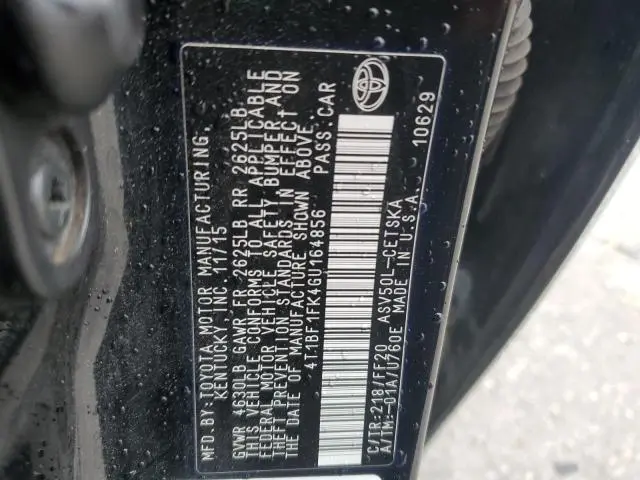 MFD.BY:TOYOTA MOTOR MANUFACTURING,
KENTUCKY, INC 11/15
GVWR 4630LB GAWR FR 2625LB RR 2625LB
THIS VEHICLE CONFORMS TO ALL APPLICABLE
FEDERAL MOTOR VEHICLE SAFETY, BUMPER AND
THEFT PREVENTION STANDARDS IN EFFECT ON
THE DATE OF MANUFACTURE SHOWN ABOVE.
4T1BF1FK4GU164856 PASS.CAR
C/TR:218/FF20 ASV50L-CETSKA
A/TM:-01A/U760E MADE IN U.S.A. 10629